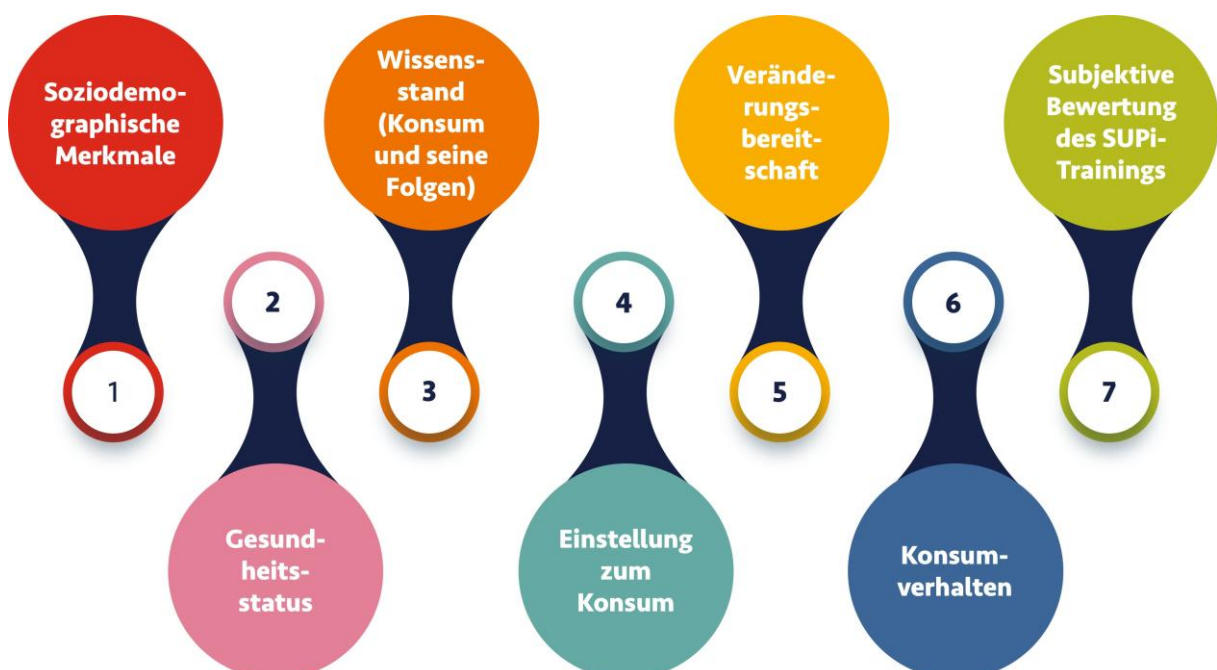 Soziodemo-
graphische
Merkmale
1
2
Gesund-
heits-
status
Wissens-
stand
(Konsum
und seine
Folgen)
3
4
Einstellung
zum
Konsum
Verände-
rungs-
bereit-
schaft
5
6
Konsum-
verhalten
Subjektive
Bewertung
des SUPi-
Trainings
7